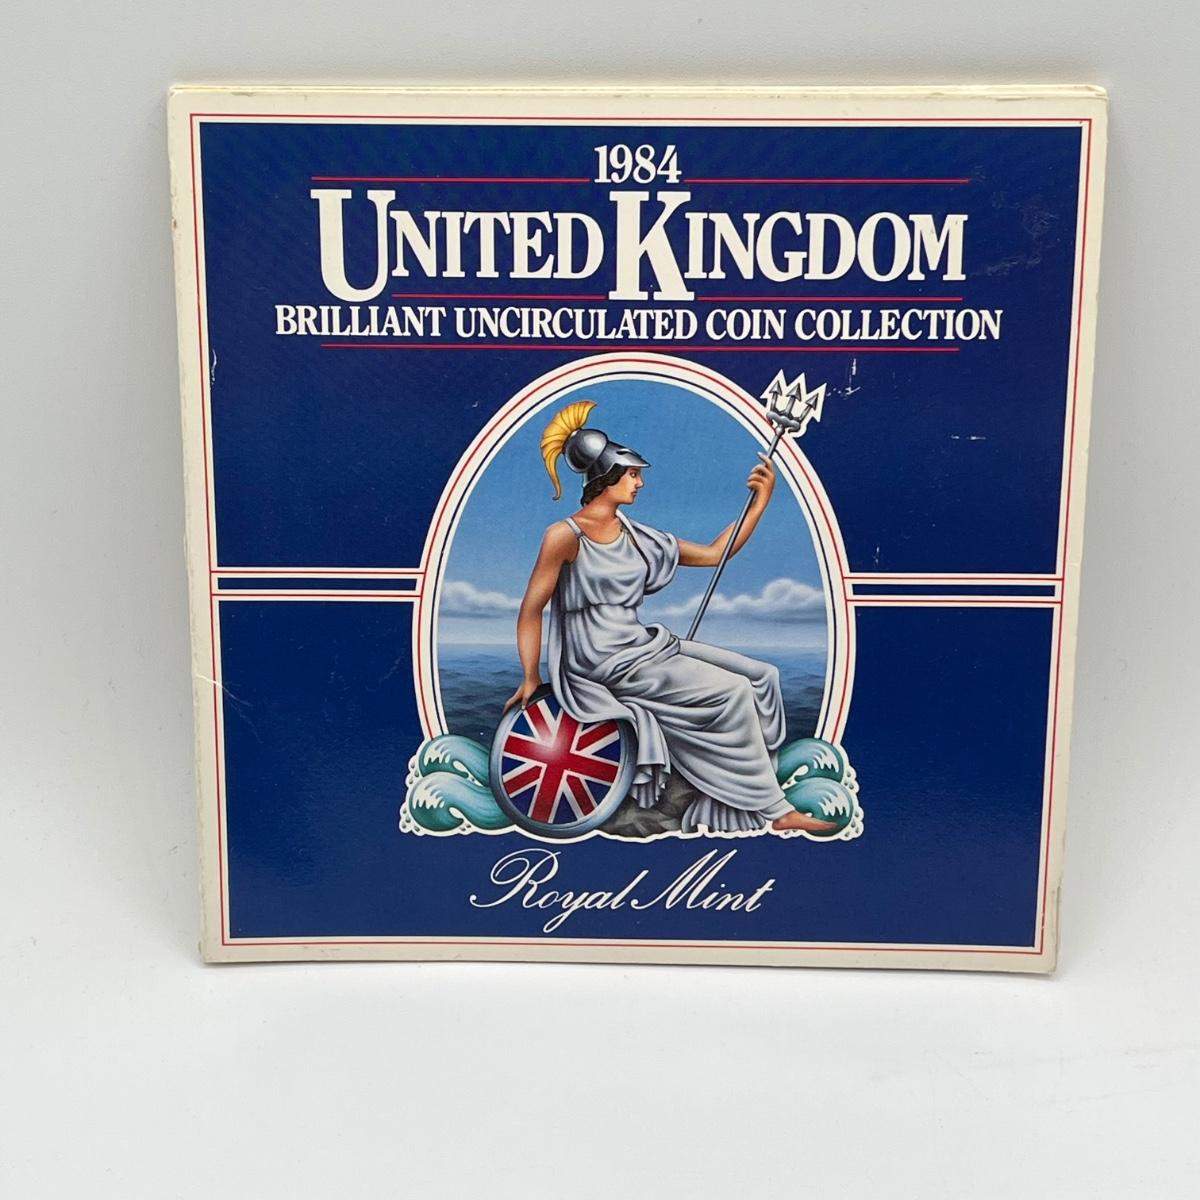 1984
UNITED KINGDOM
BRILLIANT UNCIRCULATED COIN COLLECTION
Royal Mint